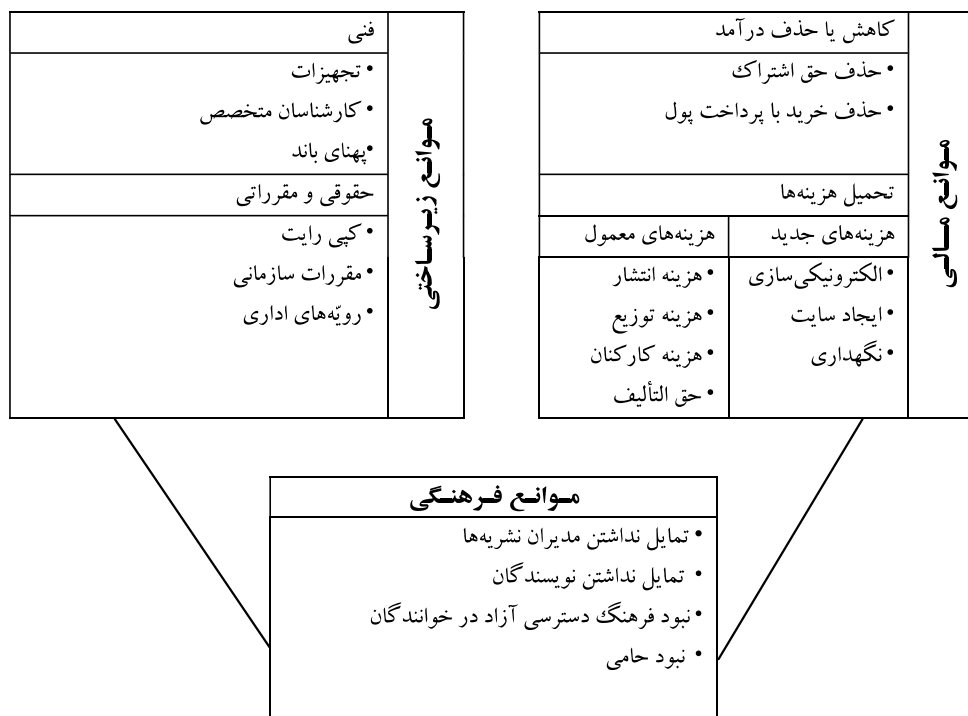 موانع مالی
کاهش یا حذف درآمد
• حذف حق اشتراک
• حذف خرید با پرداخت پول
تحمیل هزینه‌ها
هزینه‌های جدید
• الکترونیکی‌سازی
• ایجاد سایت
• نگهداری
هزینه‌های معمول
• هزینه انتشار
• هزینه توزیع
• هزینه کارکنان
• حق التألیف
موانع زیرساختی
فنی
• تجهیزات
• کارشناسان متخصص
• پهنای باند
حقوقی و مقرراتی
• کپی رایت
• مقررات سازمانی
• رویّه‌های اداری
موانع فرهنگی
• تمایل نداشتن مدیران نشریه‌ها
• تمایل نداشتن نویسندگان
• نبود فرهنگ دسترسی آزاد در خوانندگان
• نبود حامی